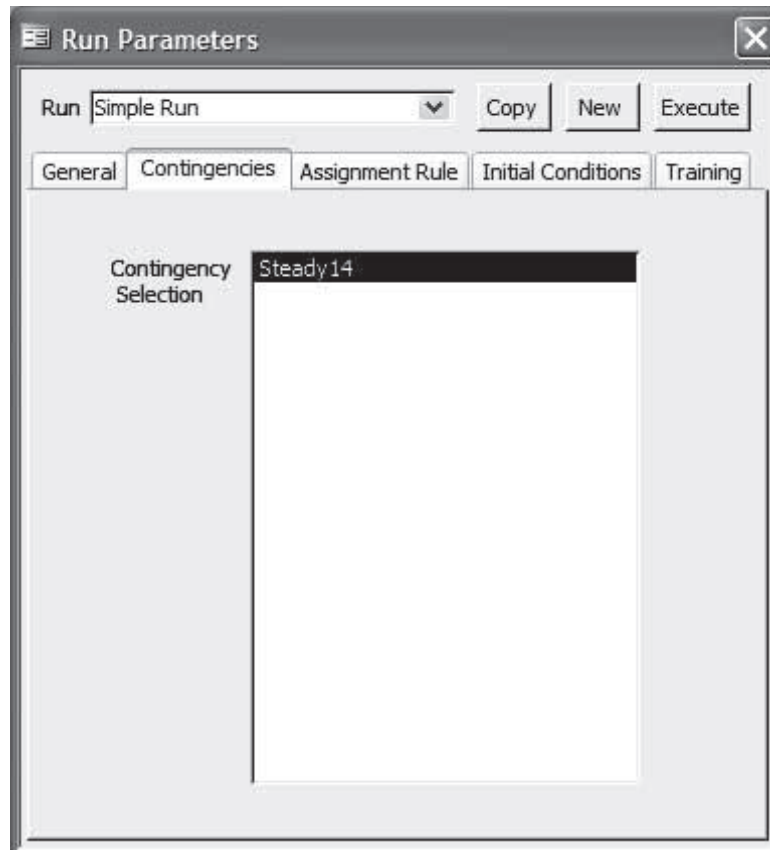 Run Parameters
Run Simple Run Copy New Execute
General Contingencies Assignment Rule Initial Conditions Training
Contingency Steady14
Selection